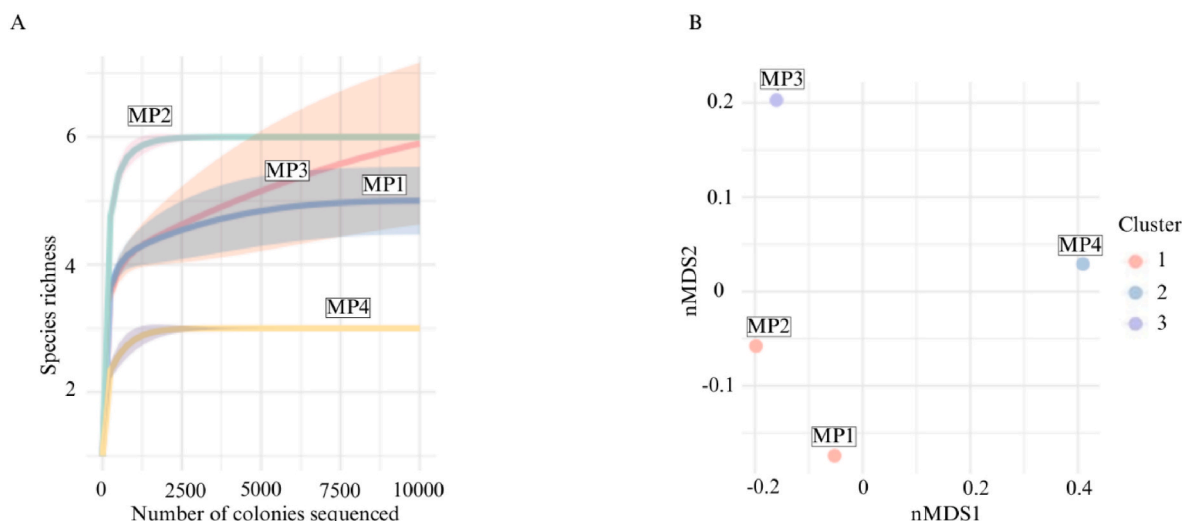 A
MP2
MP3
MP1
MP4
6
4
2
Species richness
0 2500 5000 7500 10000
Number of colonies sequenced
B
MP3
MP4
MP2
MP1
0.2
0.1
0
-0.1
nMDS2
-0.2 0 0.2 0.4
nMDS1
Cluster
1
2
3